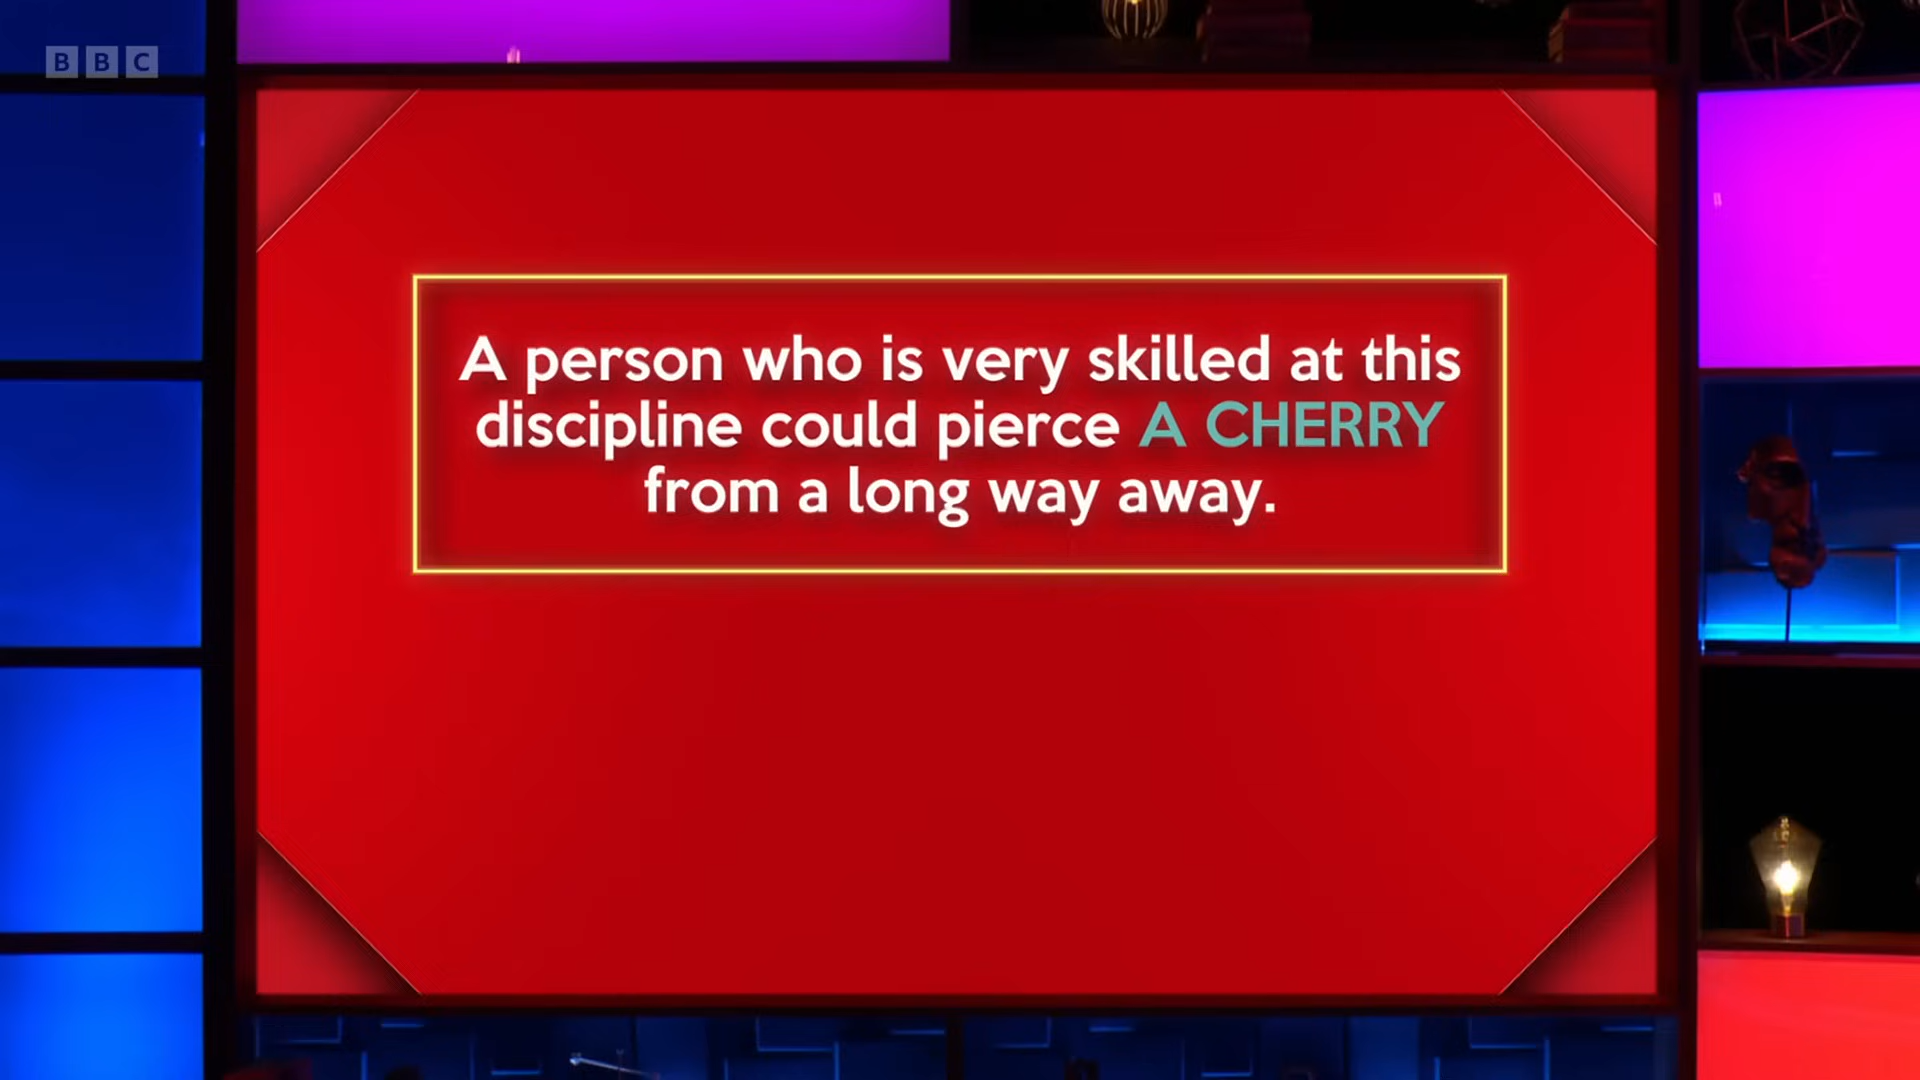 BBC
A person who is very skilled at this
discipline could pierce A CHERRY
from a long way away.